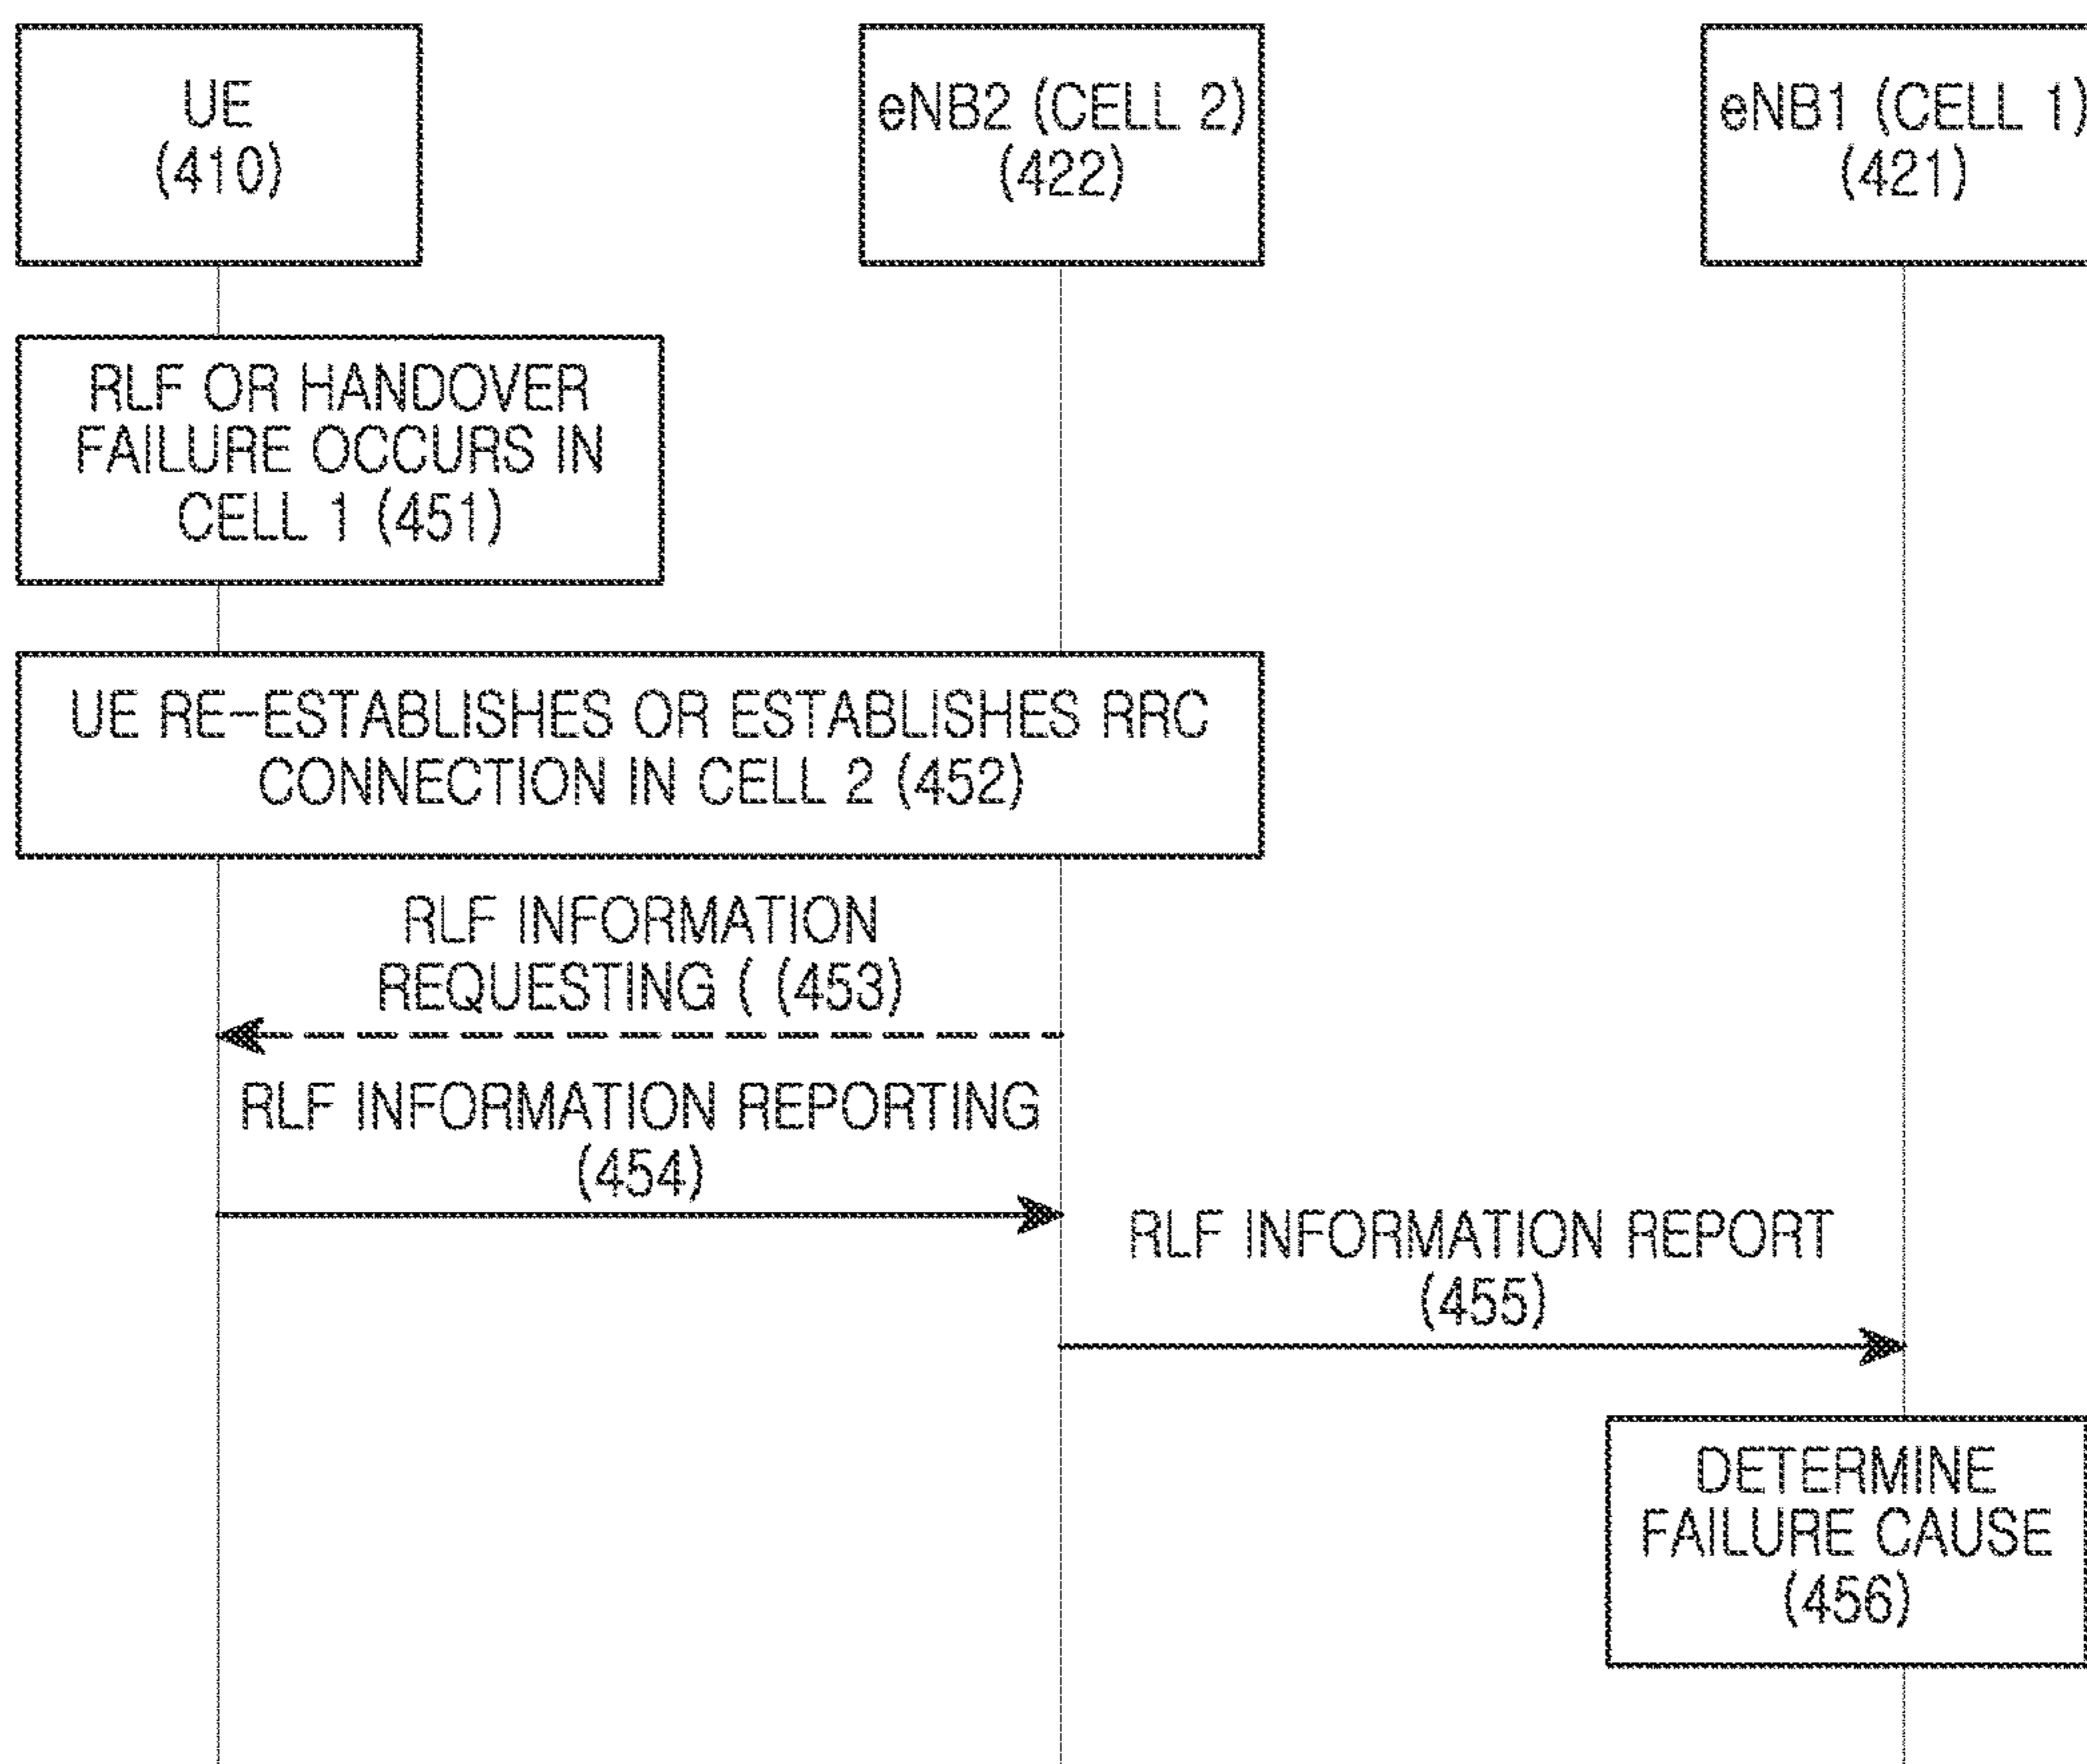 UE
(410)
eNB2 (CELL 2)
(422)
eNB1 (CELL 1)
(421)
RLF OR HANDOVER
FAILURE OCCURS IN
CELL 1 (451)
UE RE-ESTABLISHES OR ESTABLISHES RRC
CONNECTION IN CELL 2 (452)
RLF INFORMATION
REQUESTING ( (453)
RLF INFORMATION REPORTING
(454)
RLF INFORMATION REPORT
(455)
DETERMINE
FAILURE CAUSE
(456)